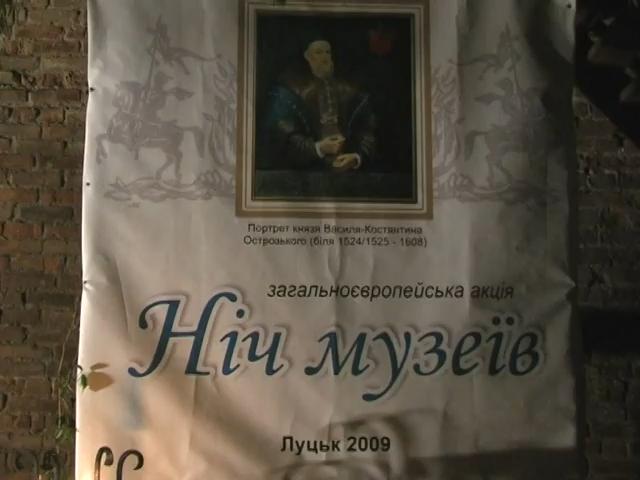 Портрет князя Василя-Костянтина
Острозького (біля 1524/1525 - 1608)
загальноєвропейська акція
Ніч музеїв
Луцьк 2009